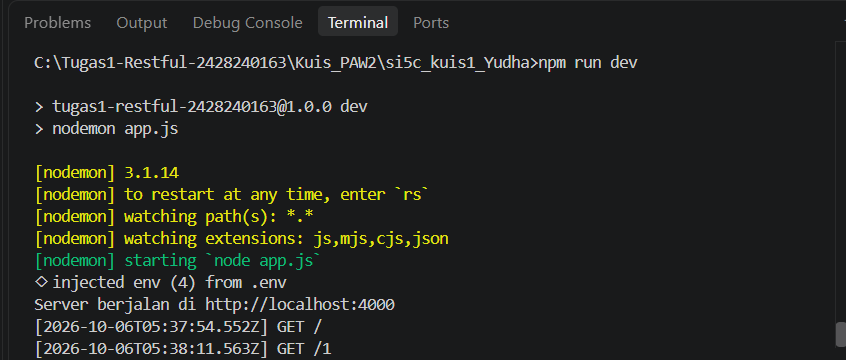 Problems Output Debug Console Terminal Ports
C:\Tugas1-Restful-2428240163\Kuis_PAW2\si5c_kuis1_Yudha>npm run dev
> tugas1-restful-2428240163@1.0.0 dev
> nodemon app.js
[nodemon] 3.1.14
[nodemon] to restart at any time, enter `rs`
[nodemon] watching path(s): *.*
[nodemon] watching extensions: js,mjs,cjs,json
[nodemon] starting `node app.js`
◇ injected env (4) from .env
Server berjalan di http://localhost:4000
[2026-10-06T05:37:54.552Z] GET /
[2026-10-06T05:38:11.563Z] GET /1